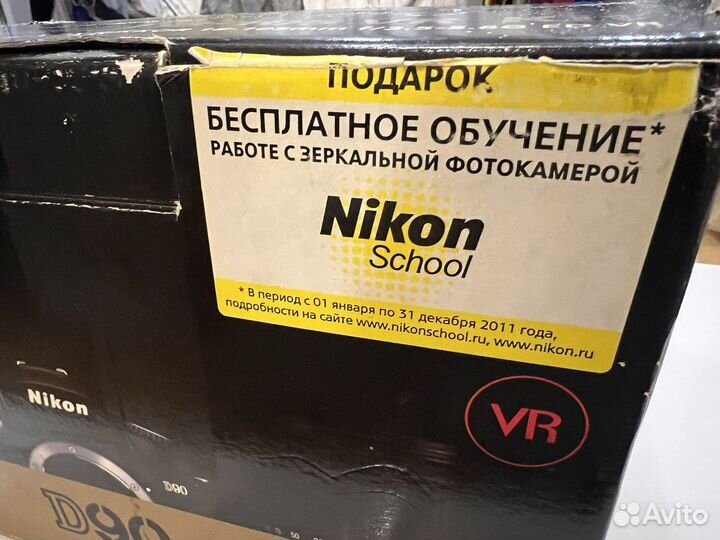 ПОДАРОК
БЕСПЛАТНОЕ ОБУЧЕНИЕ*
РАБОТЕ С ЗЕРКАЛЬНОЙ ФОТОКАМЕРОЙ
Nikon
School
* В период с 01 января по 31 декабря 2011 года,
подробности на сайте www.nikonschool.ru, www.nikon.ru
VR
Nikon
D90
D90
50
Avito